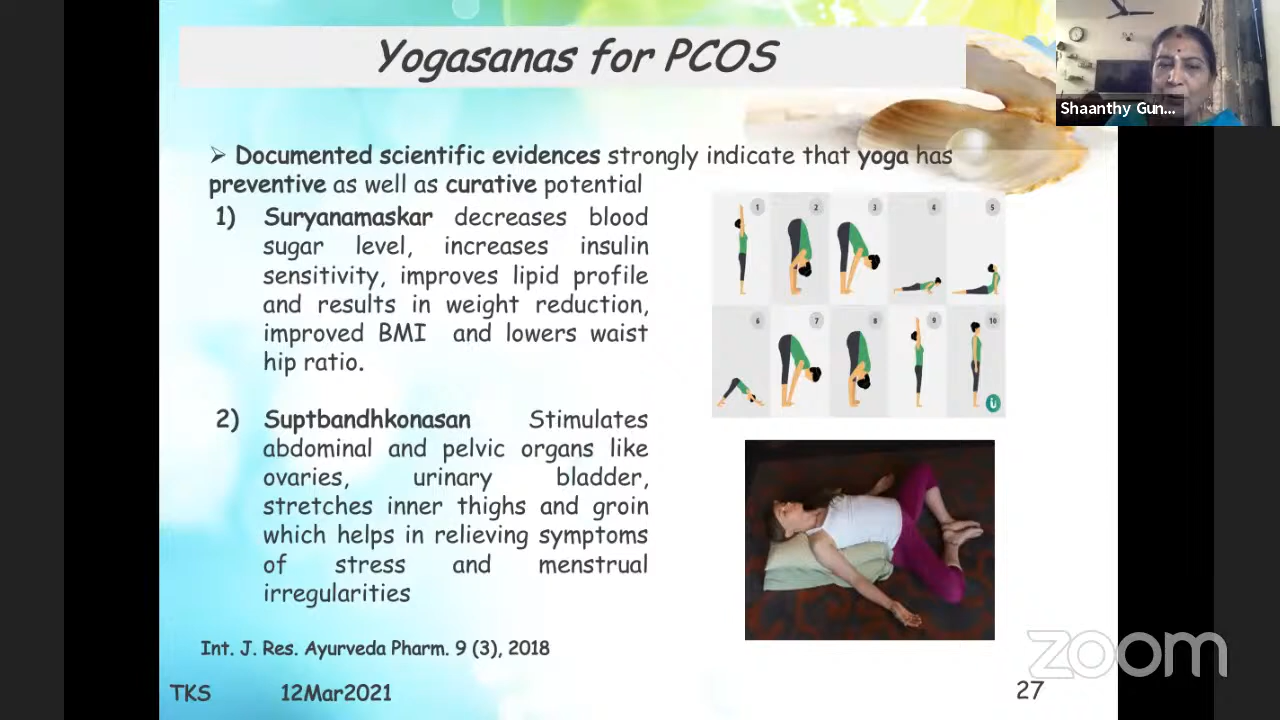 Yogasanas for PCOS
Shaanthy Gun...
➢ Documented scientific evidences strongly indicate that yoga has
preventive as well as curative potential
1) Suryanamaskar decreases blood
sugar level, increases insulin
sensitivity, improves lipid profile
and results in weight reduction,
improved BMI and lowers waist
hip ratio.
1 2 3 4 5
6 7 8 9 10
2) Suptbandhkonasan Stimulates
abdominal and pelvic organs like
ovaries, urinary bladder,
stretches inner thighs and groin
which helps in relieving symptoms
of stress and menstrual
irregularities
Int. J. Res. Ayurveda Pharm. 9 (3), 2018
zoom
TKS 12Mar2021 27